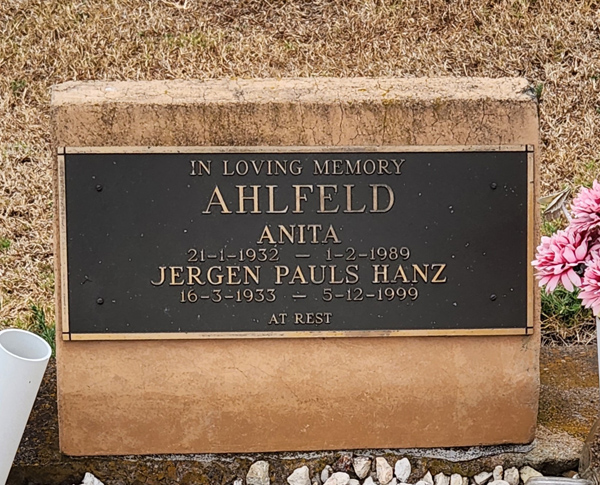 IN LOVING MEMORY
AHLFELD
ANITA
21-1-1932 — 1-2-1989
JERGEN PAULS HANZ
16-3-1933 — 5-12-1999
AT REST